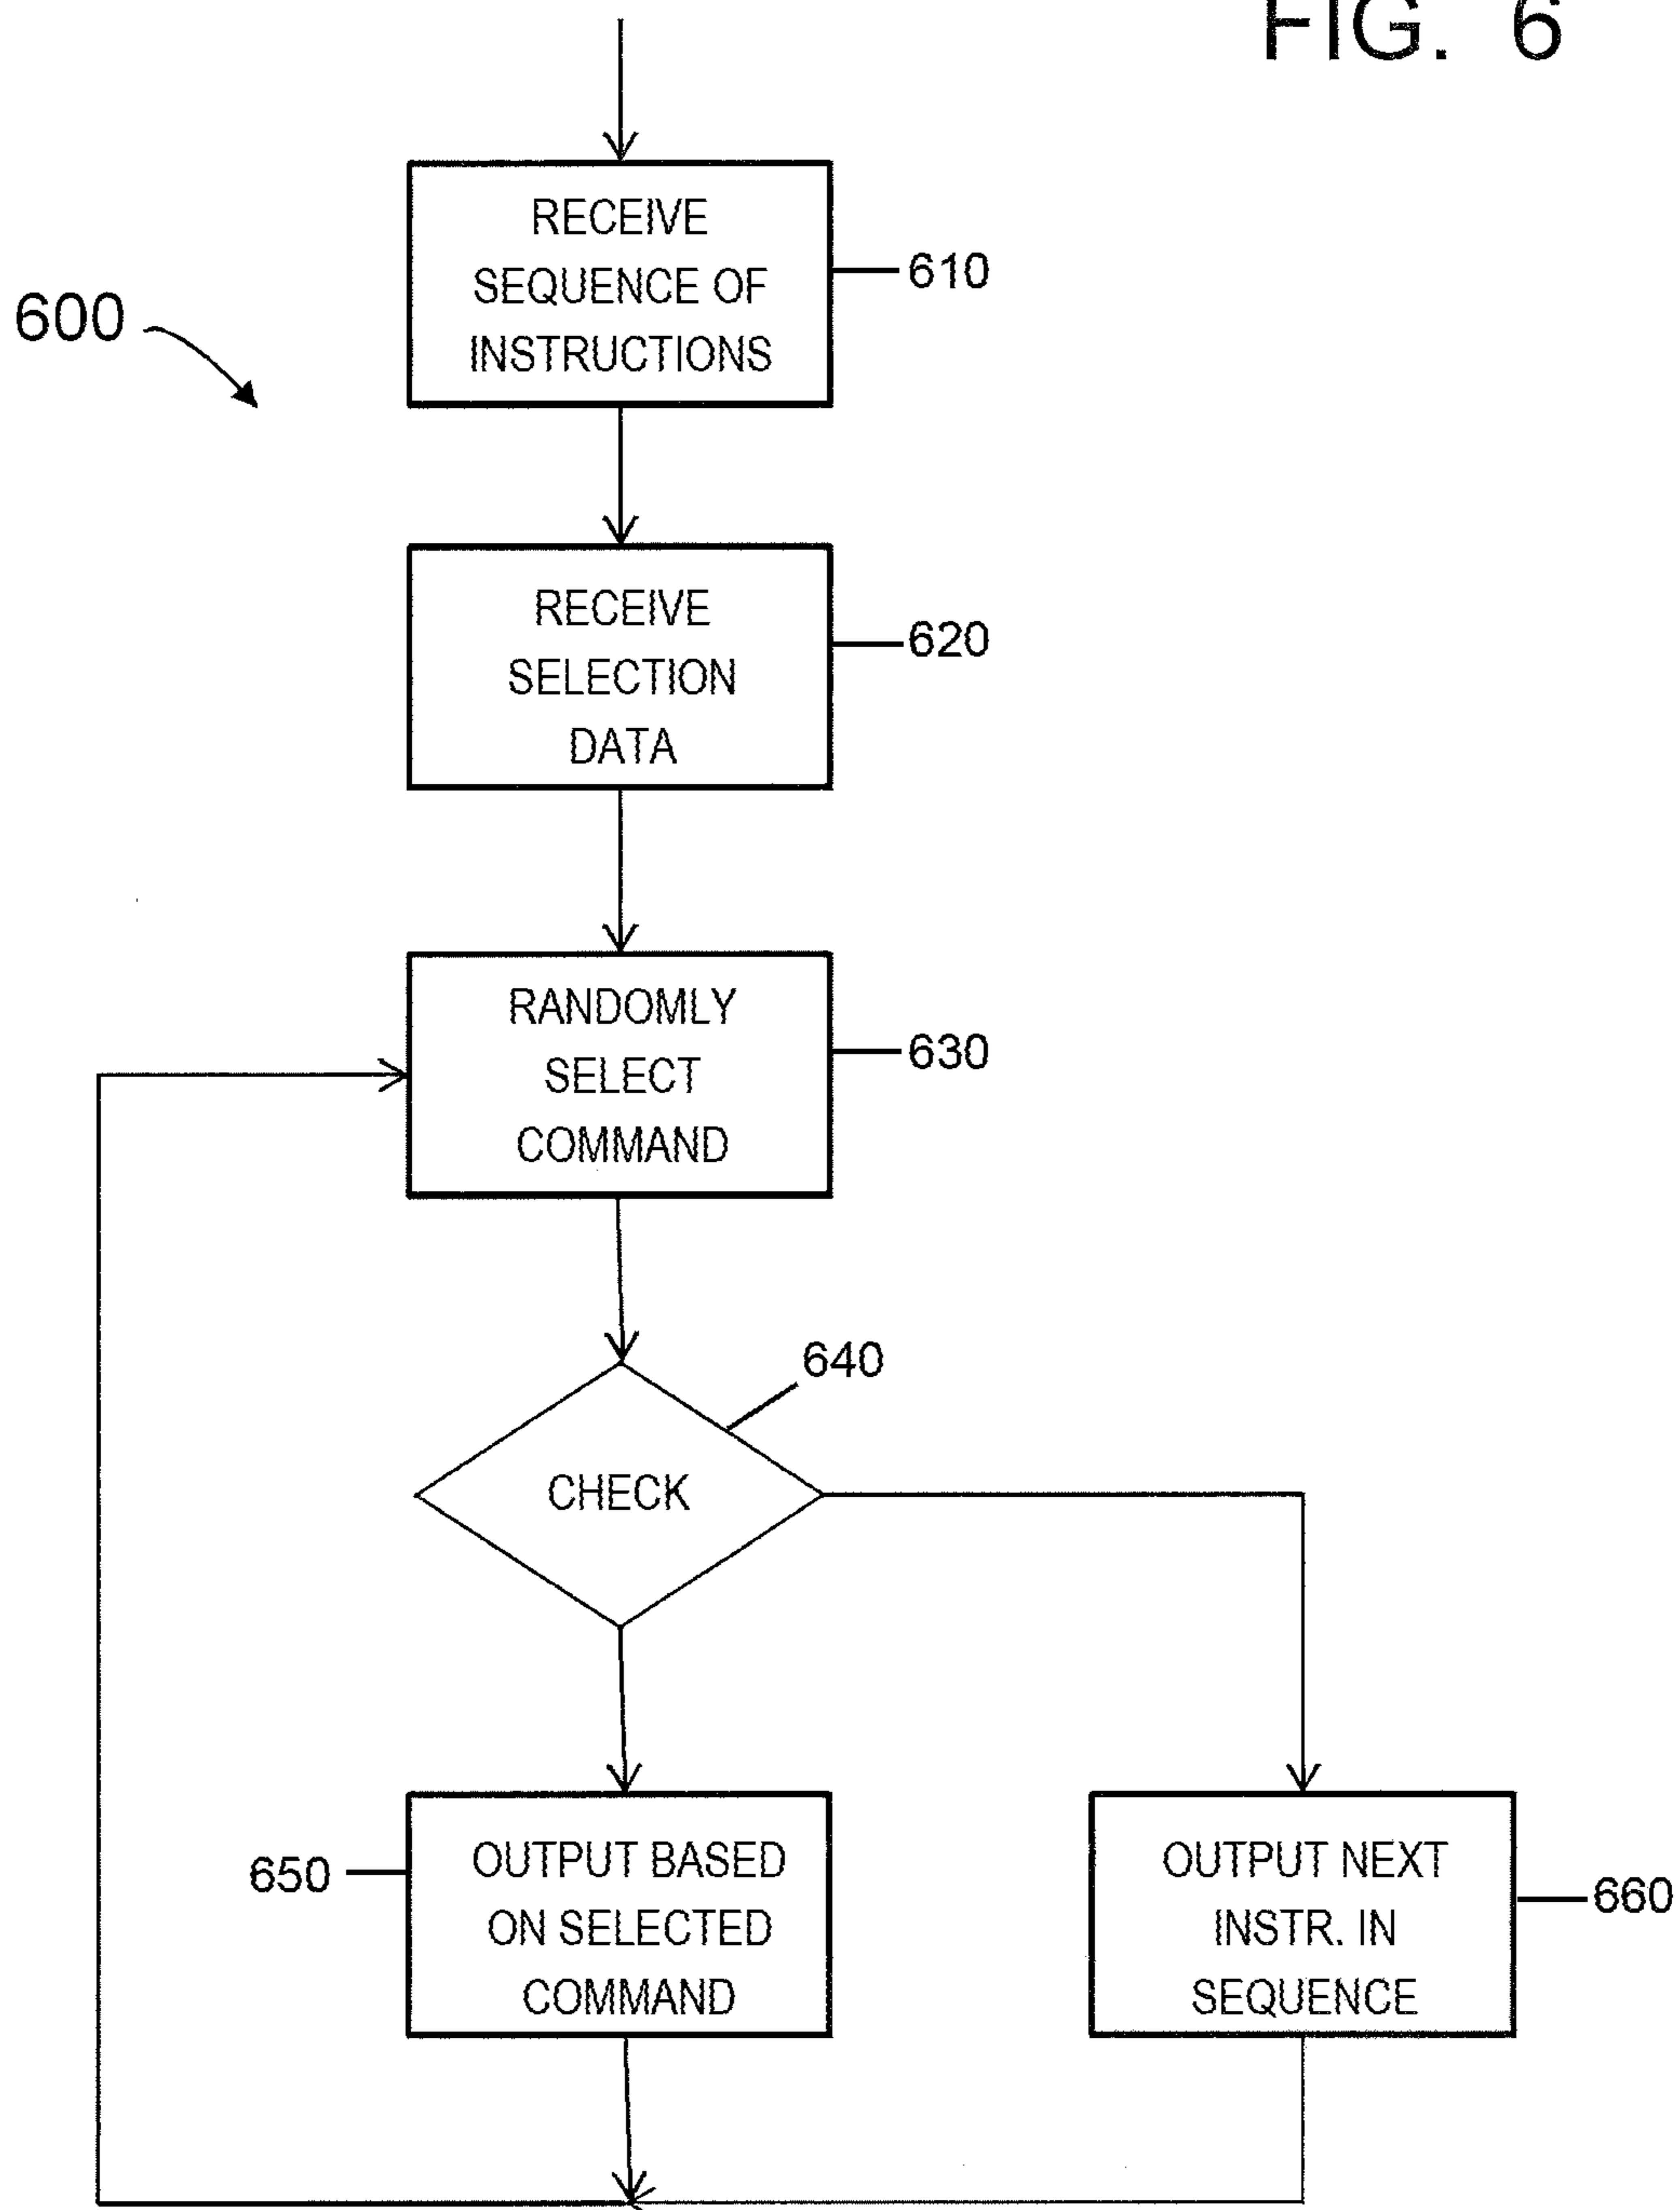 FIG. 6
RECEIVE
SEQUENCE OF
INSTRUCTIONS
610
600
RECEIVE
SELECTION
DATA
620
RANDOMLY
SELECT
COMMAND
630
640
CHECK
650
OUTPUT BASED
ON SELECTED
COMMAND
OUTPUT NEXT
INSTR. IN
SEQUENCE
660